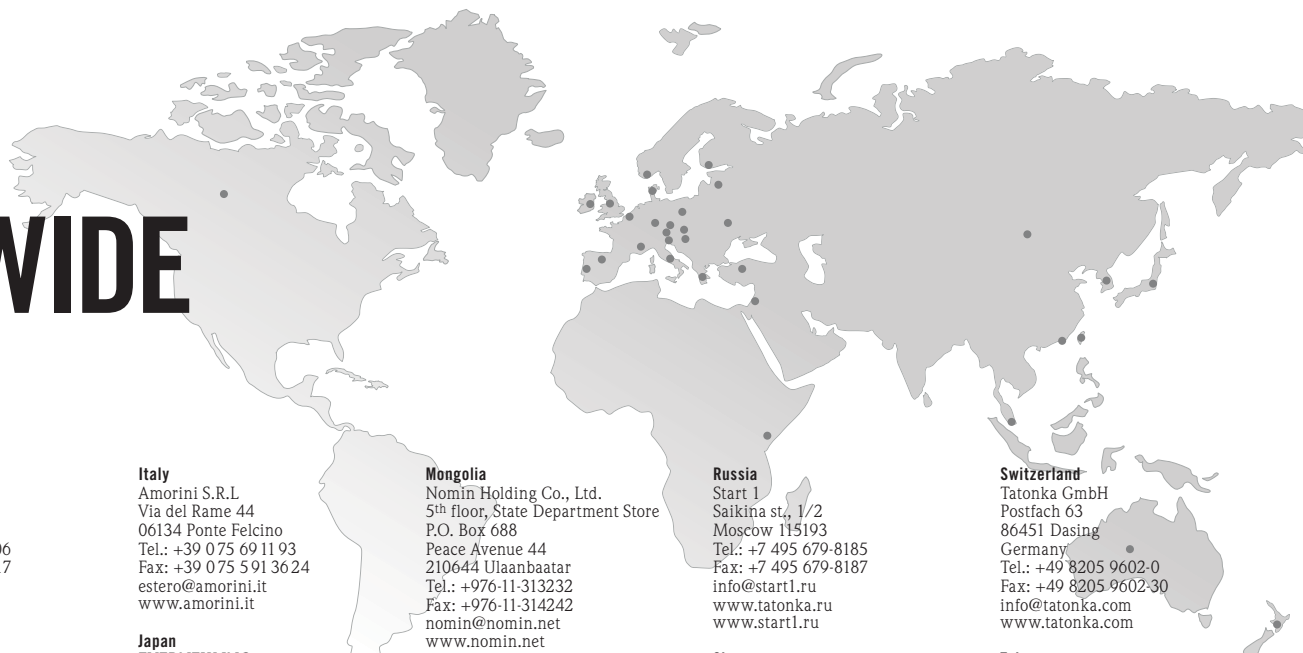 WIDE
Italy
Amorini S.R.L
Via del Rame 44
06134 Ponte Felcino
Tel.: +39 075 69 11 93
Fax: +39 075 5 91 36 24
estero@amorini.it
www.amorini.it
Japan
Mongolia
Nomin Holding Co., Ltd.
5th floor, State Department Store
P.O. Box 688
Peace Avenue 44
210644 Ulaanbaatar
Tel.: +976-11-313232
Fax: +976-11-314242
nomin@nomin.net
www.nomin.net
Russia
Start 1
Saikina st., 1/2
Moscow 115193
Tel.: +7 495 679-8185
Fax: +7 495 679-8187
info@start1.ru
www.tatonka.ru
www.start1.ru
Switzerland
Tatonka GmbH
Postfach 63
86451 Dasing
Germany
Tel.: +49 8205 9602-0
Fax: +49 8205 9602-30
info@tatonka.com
www.tatonka.com